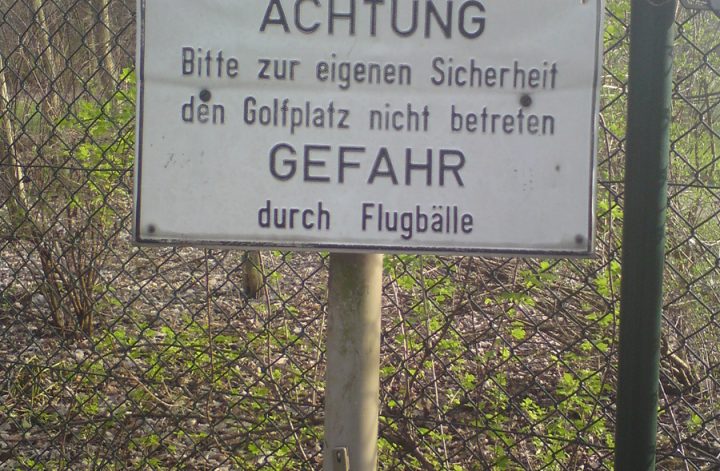 ACHTUNG
Bitte zur eigenen Sicherheit
den Golfplatz nicht betreten
GEFAHR
durch Flugbälle